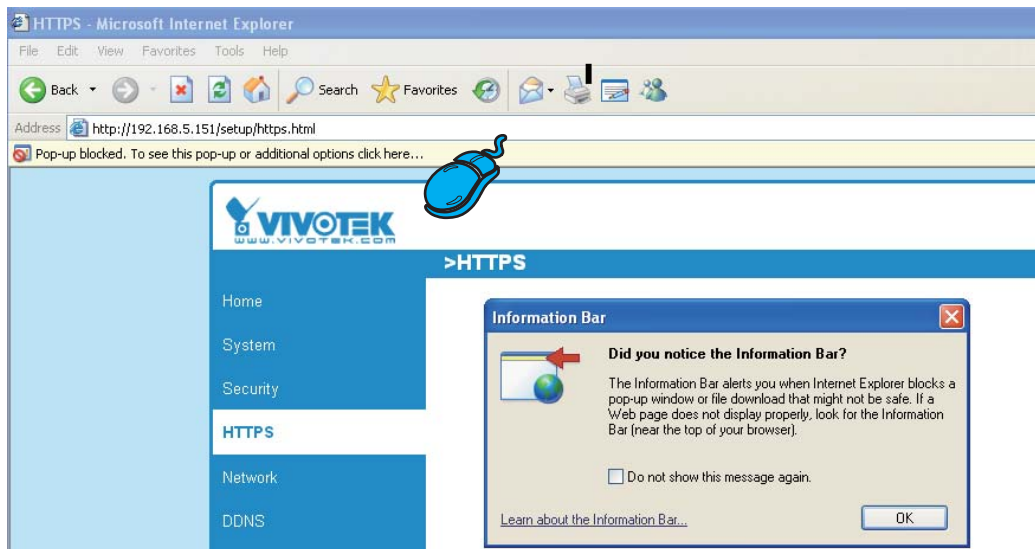 HTTPS - Microsoft Internet Explorer
File Edit View Favorites Tools Help
Back Search Favorites
Address http://192.168.5.151/setup/https.html
Pop-up blocked. To see this pop-up or additional options click here...
VIVOTEK
www.vivotek.com
>HTTPS
Home
System
Security
HTTPS
Network
DDNS
Information Bar
Did you notice the Information Bar?
The Information Bar alerts you when Internet Explorer blocks a
pop-up window or file download that might not be safe. If a
Web page does not display properly, look for the Information
Bar (near the top of your browser).
Do not show this message again.
Learn about the Information Bar...
OK